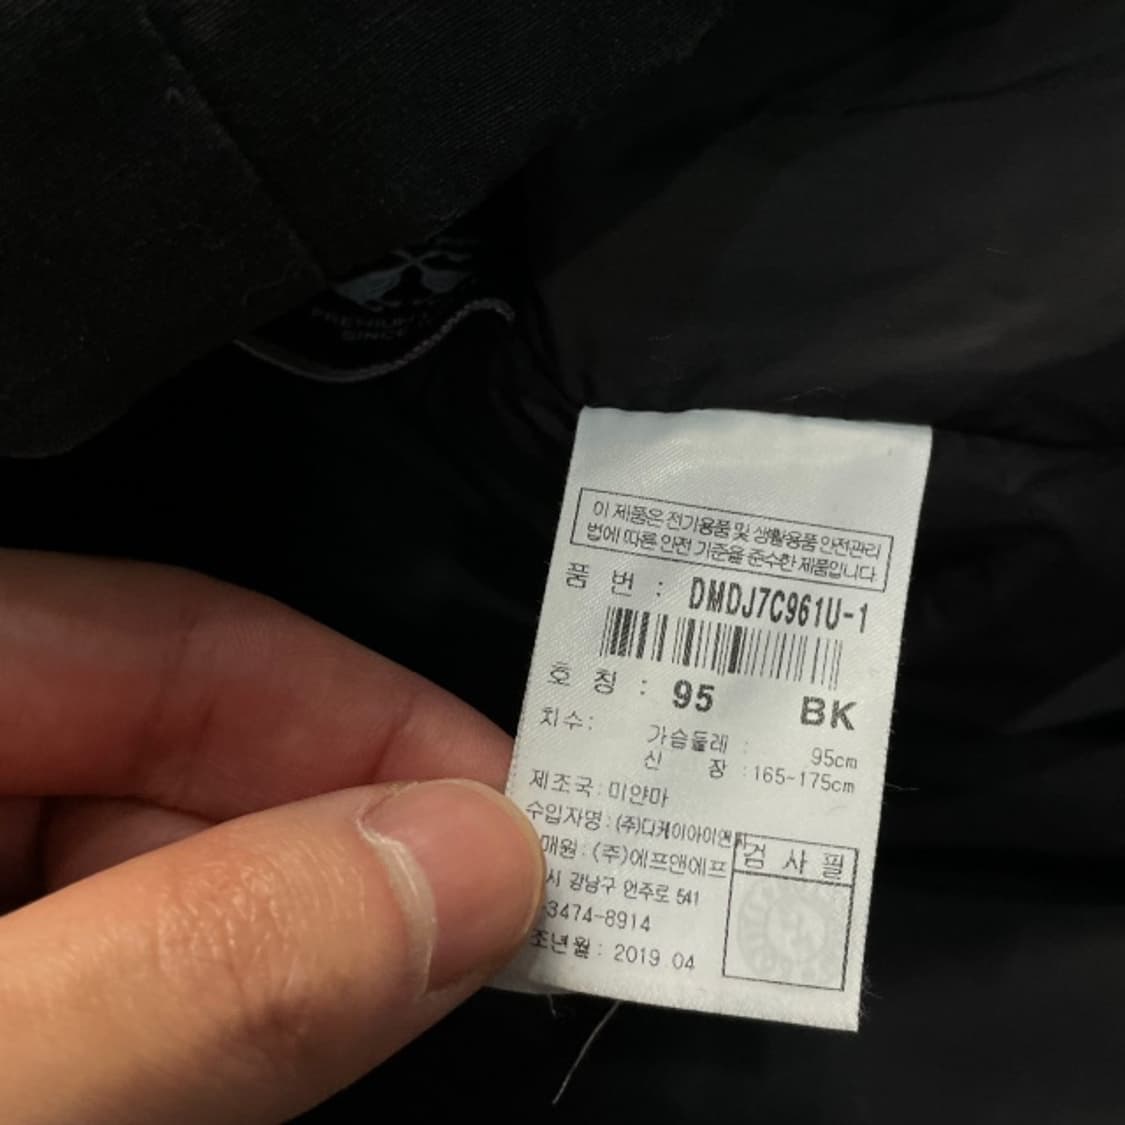 PREMIUM
SINCE
이 제품은 전기용품 및 생활용품 안전관리
법에 따른 안전 기준을 준수한 제품입니다.
품 번 : DMDJ7C961U-1
호 칭 : 95 BK
치수: 가슴둘레 : 95cm
신 장 : 165-175cm
제조국: 미얀마
수입자명 : (주)디케이아이앤
매원 : (주)에프앤에프
시 강남구 언주로 541
-3474-8914
조년월 : 2019.04
검 사 필